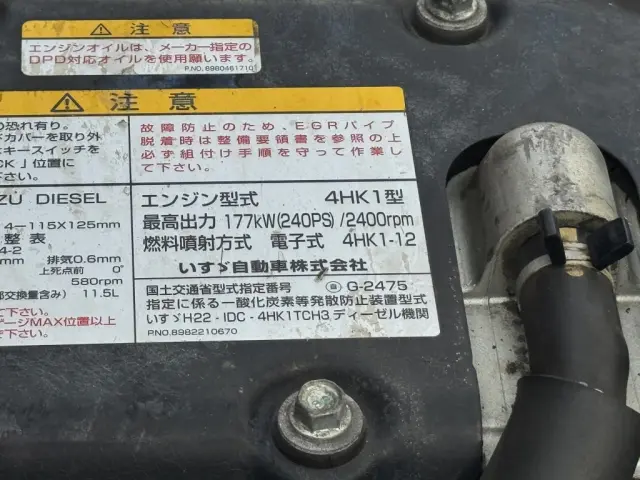 ⚠ 注意
エンジンオイルは、メーカー指定の
DPD対応オイルを使用願います。
P.NO.8980461710
⚠ 注意
の恐れ有り、
ドカバーを取り外
キースイッチを
CK」位置に
て下さい。
故障防止のため、EGRパイプ
脱着時は整備要領書を参照の上
必ず組付け手順を守って作業し
て下さい。
ZU DIESEL
4-115X125mm
整表
4-2
mm 排気0.6mm
上死点前 0°
580rpm
部交換量含み) 11.5L
下さい。
ージMAX位置以上
下さい。
エンジン型式 4HK1型
最高出力 177kW(240PS)/2400rpm
燃料噴射方式 電子式 4HK1-12
いすゞ自動車株式会社
国土交通省型式指定番号 G-2475
指定に係る一酸化炭素等発散防止装置型式
いすゞH22-IDC-4HK1TCH3 ディーゼル機関
P.NO.8982210670